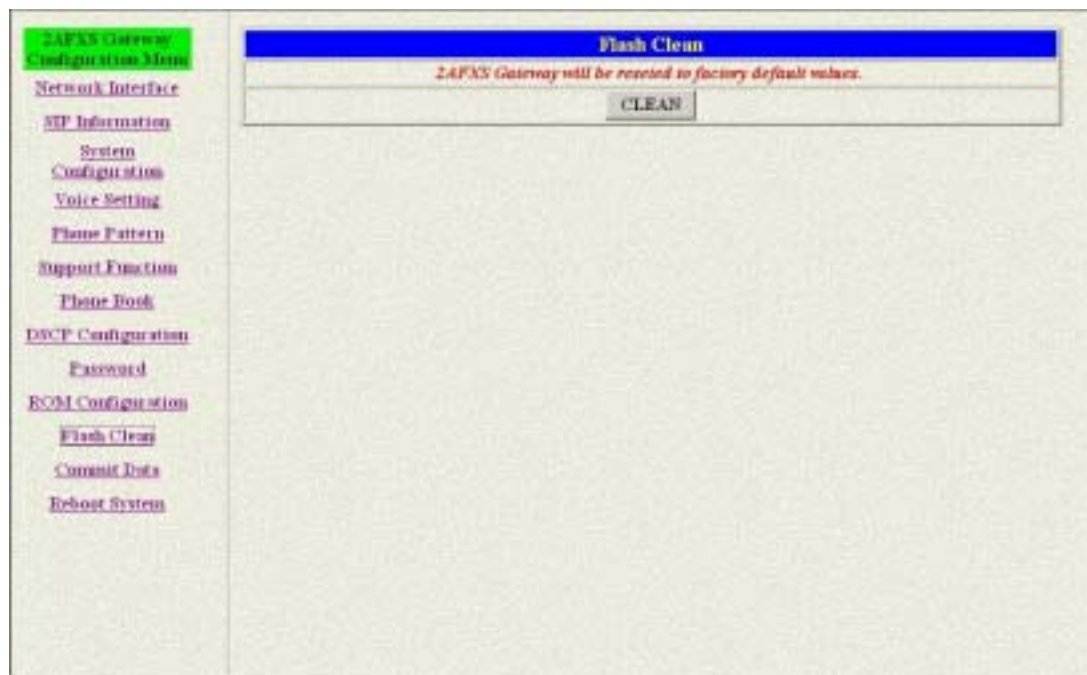 2AFXS Gateway
Configuration Menu
Network Interface
SIP Information
System
Configuration
Voice Setting
Phone Pattern
Support Function
Phone Book
DSCP Configuration
Password
ROM Configuration
Flash Clean
Commit Data
Reboot System
Flash Clean
2AFXS Gateway will be reseted to factory default values.
CLEAN